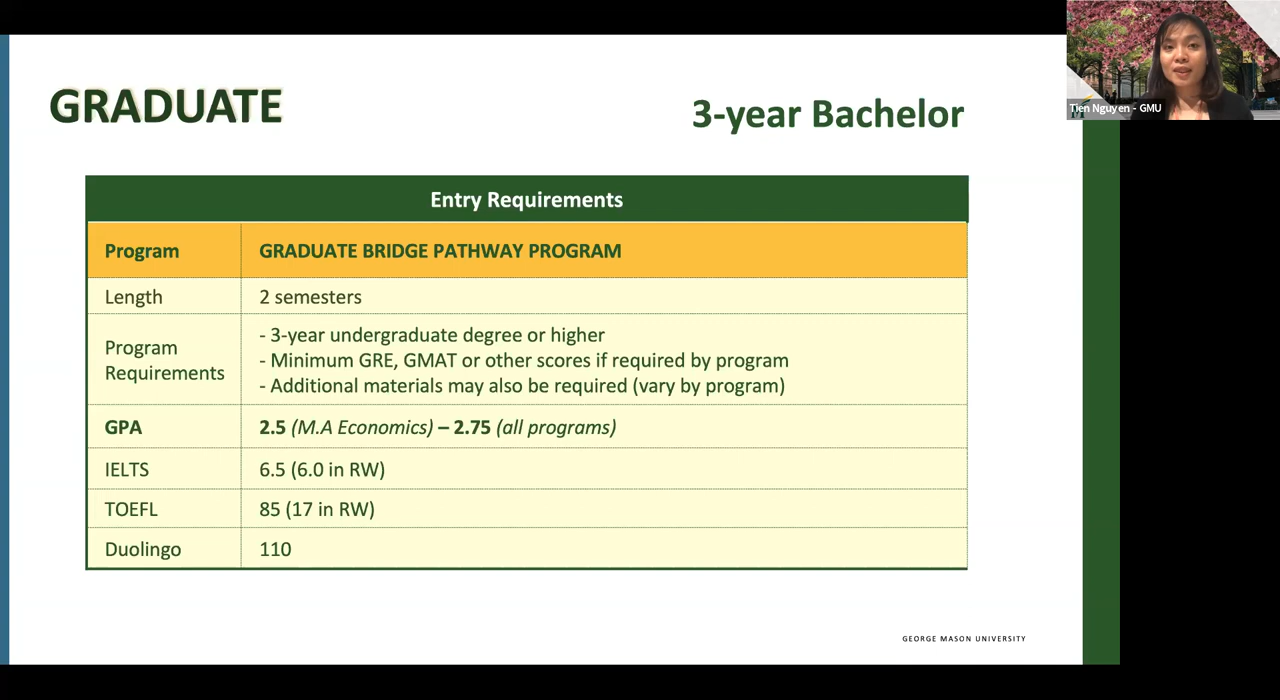 GRADUATE
3-year Bachelor
Tien Nguyen - GMU
Entry Requirements
Program
GRADUATE BRIDGE PATHWAY PROGRAM
Length
2 semesters
Program
Requirements
- 3-year undergraduate degree or higher
- Minimum GRE, GMAT or other scores if required by program
- Additional materials may also be required (vary by program)
GPA
2.5 (M.A Economics) – 2.75 (all programs)
IELTS
6.5 (6.0 in RW)
TOEFL
85 (17 in RW)
Duolingo
110
GEORGE MASON UNIVERSITY